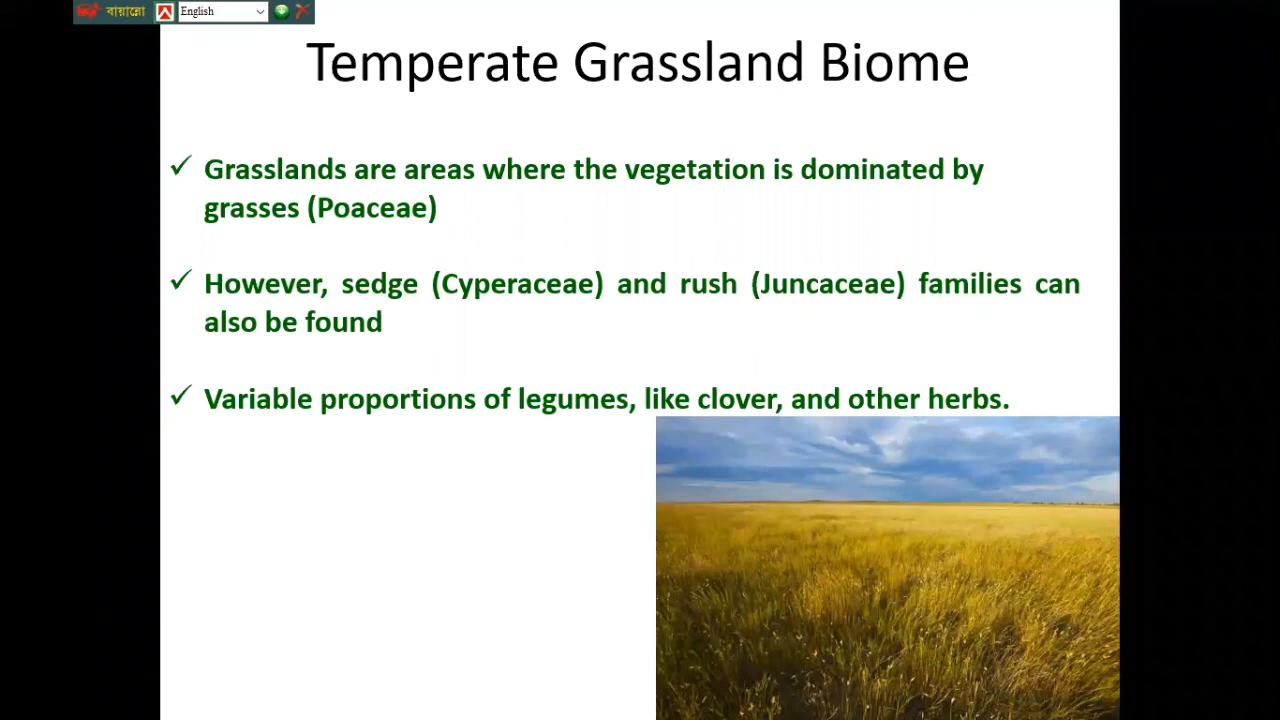 বায়ান্নো English
Temperate Grassland Biome
✓ Grasslands are areas where the vegetation is dominated by
grasses (Poaceae)
✓ However, sedge (Cyperaceae) and rush (Juncaceae) families can
also be found
✓ Variable proportions of legumes, like clover, and other herbs.